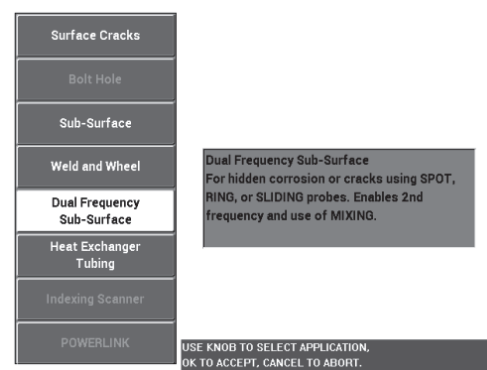 Surface Cracks
Bolt Hole
Sub-Surface
Weld and Wheel
Dual Frequency
Sub-Surface
Heat Exchanger
Tubing
Indexing Scanner
POWERLINK
Dual Frequency Sub-Surface
For hidden corrosion or cracks using SPOT,
RING, or SLIDING probes. Enables 2nd
frequency and use of MIXING.
USE KNOB TO SELECT APPLICATION,
OK TO ACCEPT, CANCEL TO ABORT.